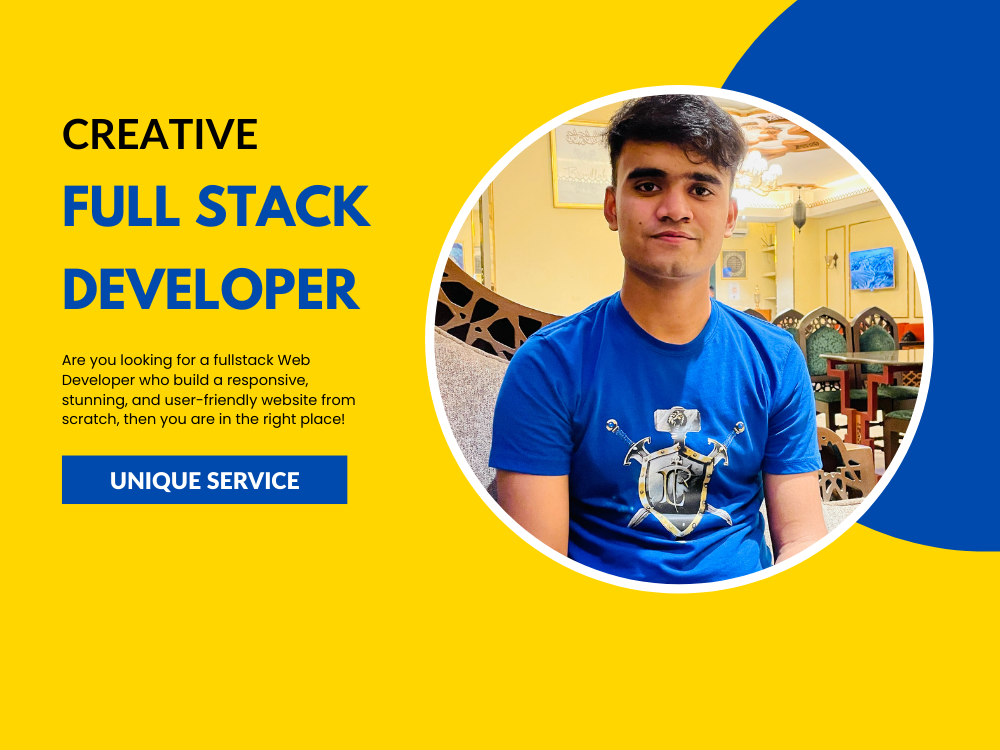 CREATIVE
FULL STACK
DEVELOPER
Are you looking for a fullstack Web
Developer who build a responsive,
stunning, and user-friendly website from
scratch, then you are in the right place!
UNIQUE SERVICE